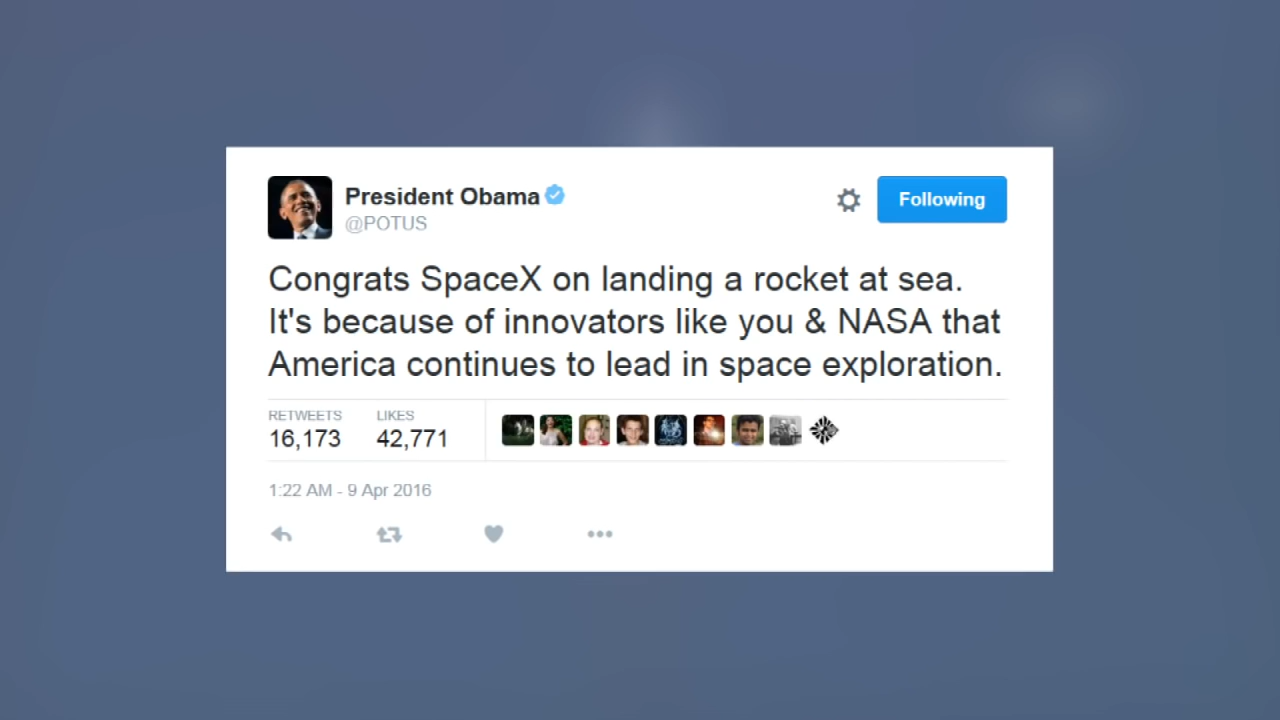 President Obama
@POTUS
Following
Congrats SpaceX on landing a rocket at sea.
It's because of innovators like you & NASA that
America continues to lead in space exploration.
RETWEETS LIKES
16,173 42,771
1:22 AM - 9 Apr 2016